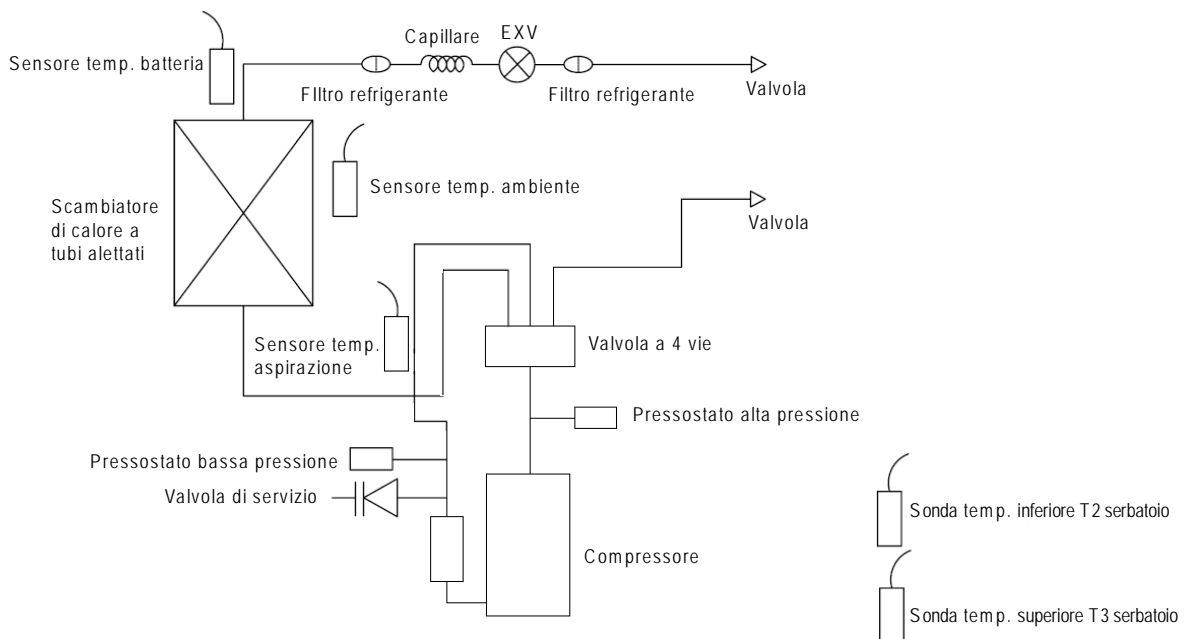 Capillare
EXV
Sensore temp. batteria
FIltro refrigerante
Filtro refrigerante
Valvola
Sensore temp. ambiente
Scambiatore
di calore a
tubi alettati
Valvola
Sensore temp.
aspirazione
Valvola a 4 vie
Pressostato alta pressione
Pressostato bassa pressione
Valvola di servizio
Compressore
Sonda temp. inferiore T2 serbatoio
Sonda temp. superiore T3 serbatoio